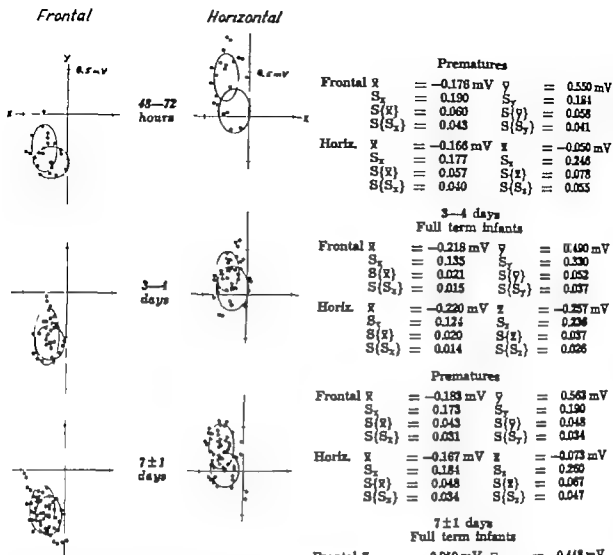 Frontal
Horizontal
y
0.5 mV
x
48—72
hours
0.5 mV
x
3—4
days
7±1
days
Prematures
Frontal x̄ = −0.176 mV ȳ = 0.550 mV
Sx = 0.190 Sy = 0.184
S{x̄} = 0.060 S{ȳ} = 0.058
S{Sx} = 0.043 S{Sy} = 0.041
Horiz. x̄ = −0.166 mV z̄ = −0.050 mV
Sx = 0.177 Sz = 0.246
S{x̄} = 0.057 S{z̄} = 0.078
S{Sx} = 0.040 S{Sz} = 0.055
3—4 days
Full term infants
Frontal x̄ = −0.218 mV ȳ = 0.490 mV
Sx = 0.135 Sy = 0.330
S{x̄} = 0.021 S{ȳ} = 0.052
S{Sx} = 0.015 S{Sy} = 0.037
Horiz. x̄ = −0.220 mV z̄ = −0.257 mV
Sx = 0.124 Sz = 0.236
S{x̄} = 0.020 S{z̄} = 0.037
S{Sx} = 0.014 S{Sz} = 0.026
Prematures
Frontal x̄ = −0.183 mV ȳ = 0.563 mV
Sx = 0.173 Sy = 0.190
S{x̄} = 0.043 S{ȳ} = 0.048
S{Sx} = 0.031 S{Sy} = 0.034
Horiz. x̄ = −0.167 mV z̄ = −0.073 mV
Sx = 0.184 Sz = 0.260
S{x̄} = 0.048 S{z̄} = 0.067
S{Sx} = 0.034 S{Sz} = 0.047
7±1 days
Full term infants